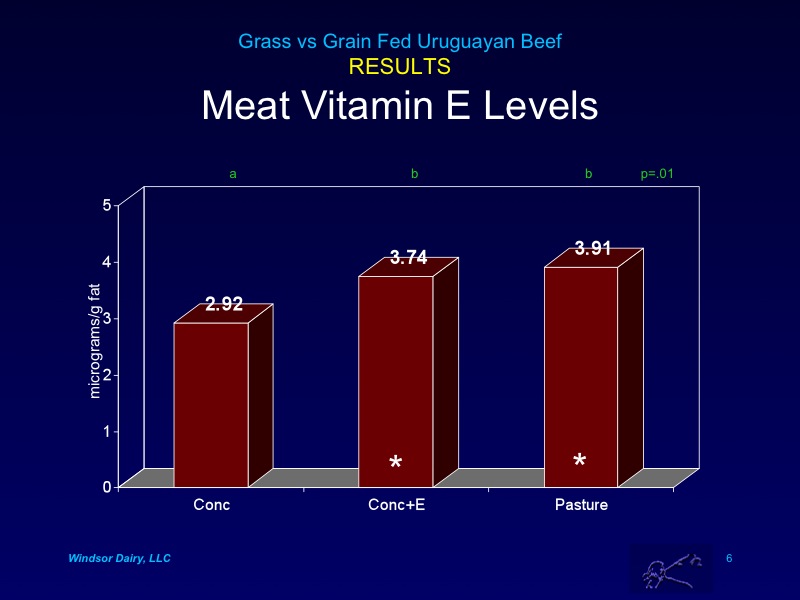 Grass vs Grain Fed Uruguayan Beef
RESULTS
Meat Vitamin E Levels
a b b p=.01
5
4
3
2
1
0
micrograms/g fat
2.92
3.74
3.91
* *
Conc Conc+E Pasture
Windsor Dairy, LLC
6